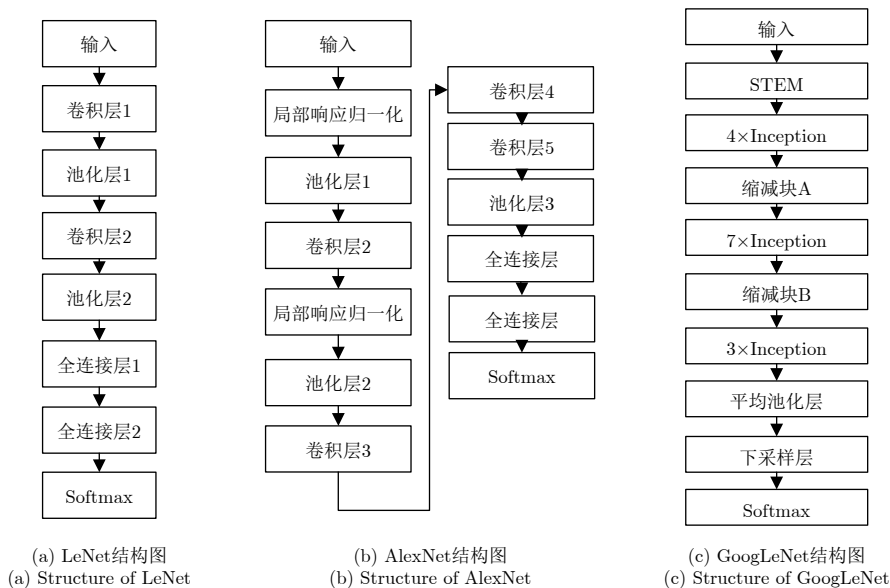 输入
卷积层1
池化层1
卷积层2
池化层2
全连接层1
全连接层2
Softmax
(a) LeNet结构图
(a) Structure of LeNet
输入
局部响应归一化
池化层1
卷积层2
局部响应归一化
池化层2
卷积层3
卷积层4
卷积层5
池化层3
全连接层
全连接层
Softmax
(b) AlexNet结构图
(b) Structure of AlexNet
输入
STEM
4×Inception
缩减块A
7×Inception
缩减块B
3×Inception
平均池化层
下采样层
Softmax
(c) GoogLeNet结构图
(c) Structure of GoogLeNet